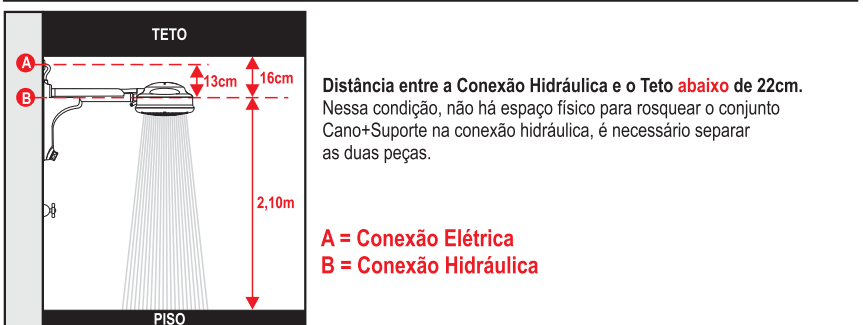 TETO
A
13cm
16cm
B
2,10m
PISO
Distância entre a Conexão Hidráulica e o Teto abaixo de 22cm.
Nessa condição, não há espaço físico para rosquear o conjunto
Cano+Suporte na conexão hidráulica, é necessário separar
as duas peças.
A = Conexão Elétrica
B = Conexão Hidráulica